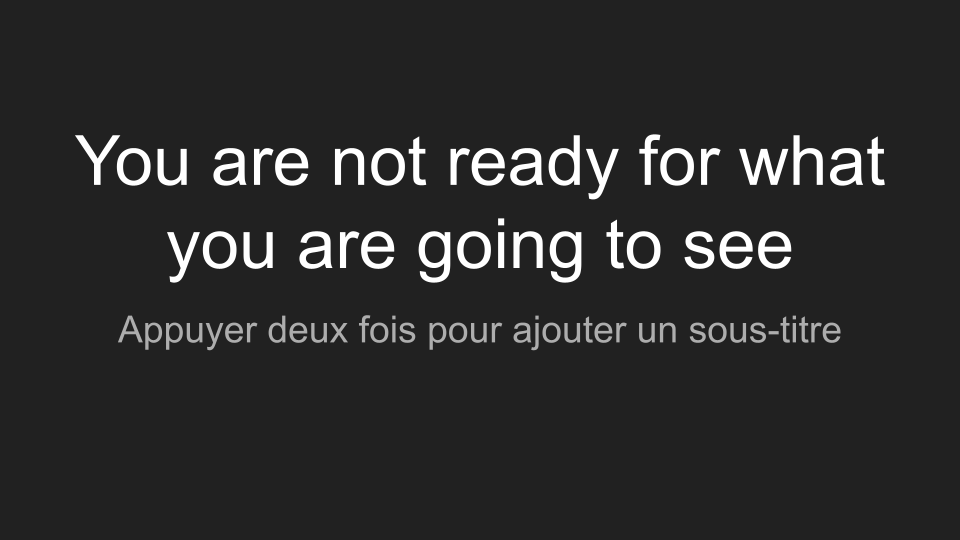 You are not ready for what
you are going to see
Appuyer deux fois pour ajouter un sous-titre